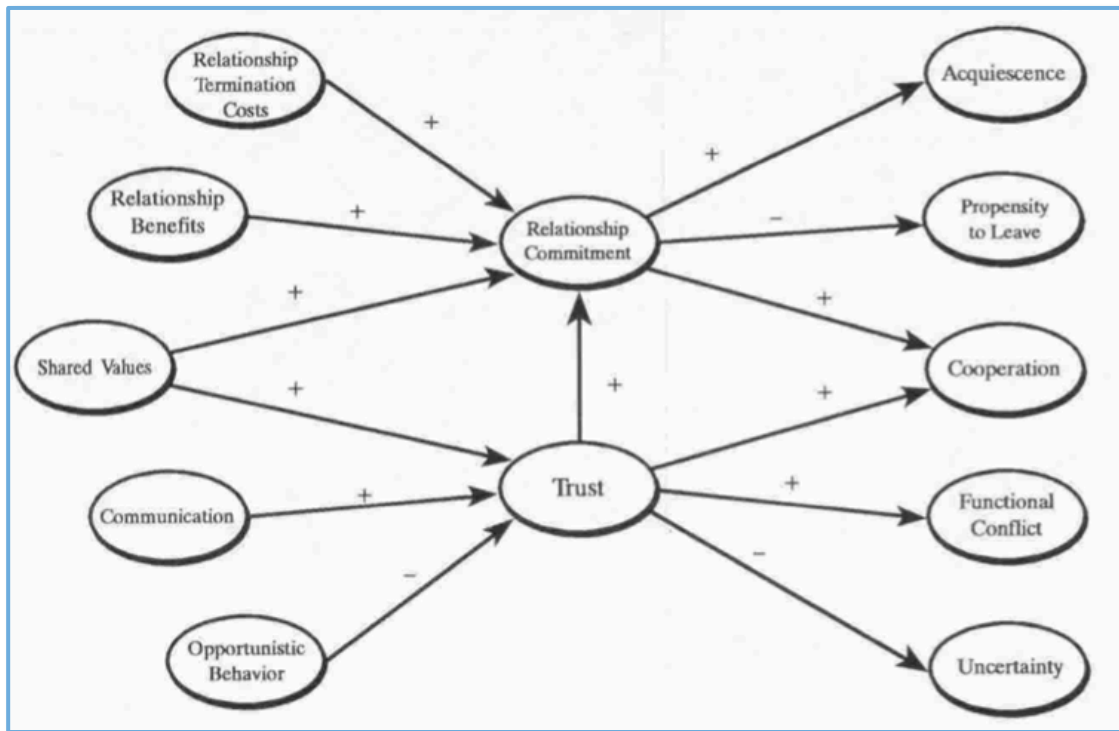 Relationship
Termination
Costs
Acquiescence
+
+
Relationship
Benefits
+
Relationship
Commitment
−
Propensity
to Leave
+
+
Shared Values
+
+
+
Cooperation
Communication
+
Trust
+
Functional
Conflict
−
−
Opportunistic
Behavior
Uncertainty